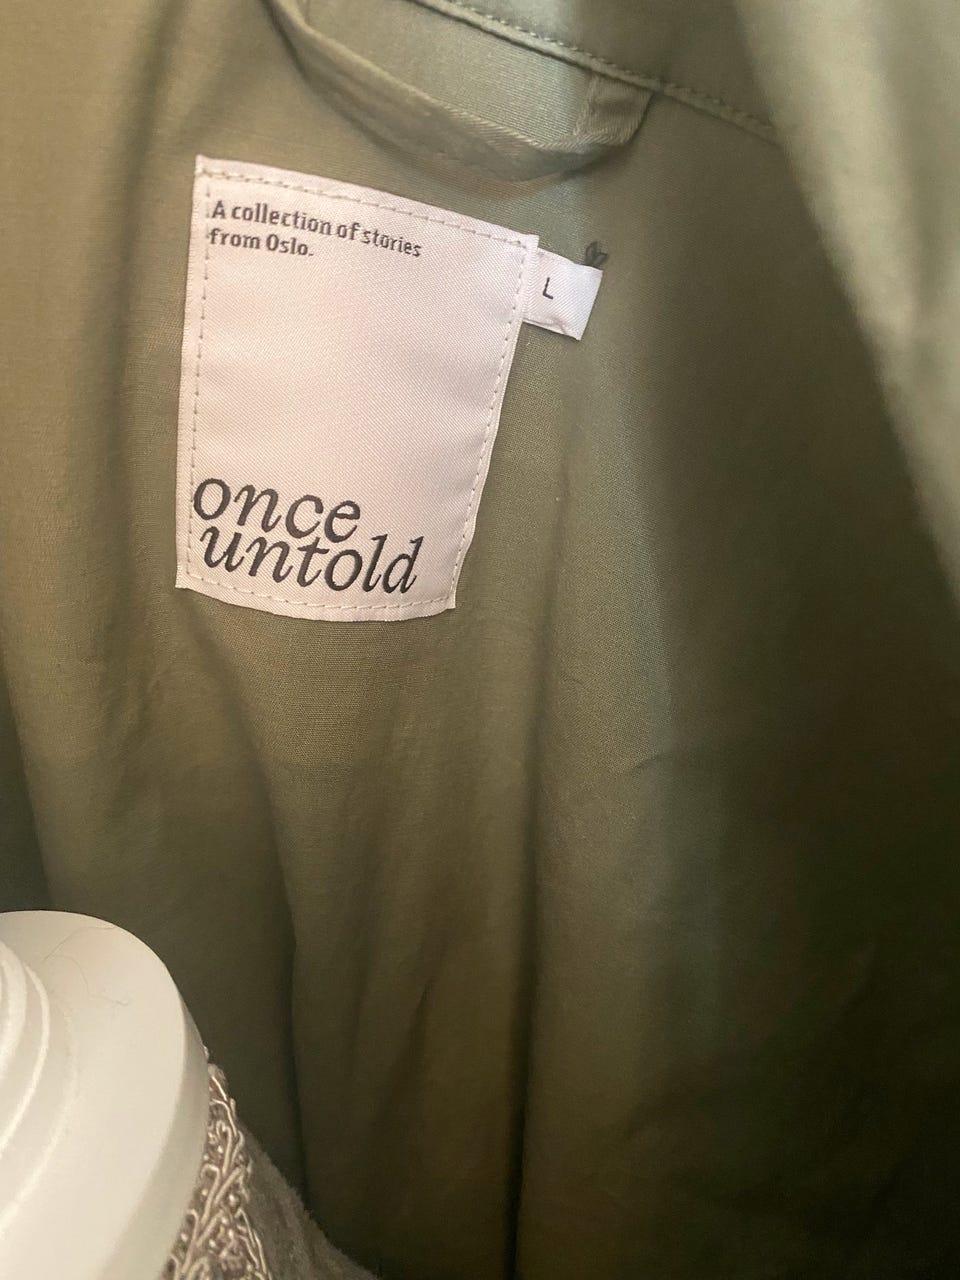 A collection of stories
from Oslo.
L
once
untold